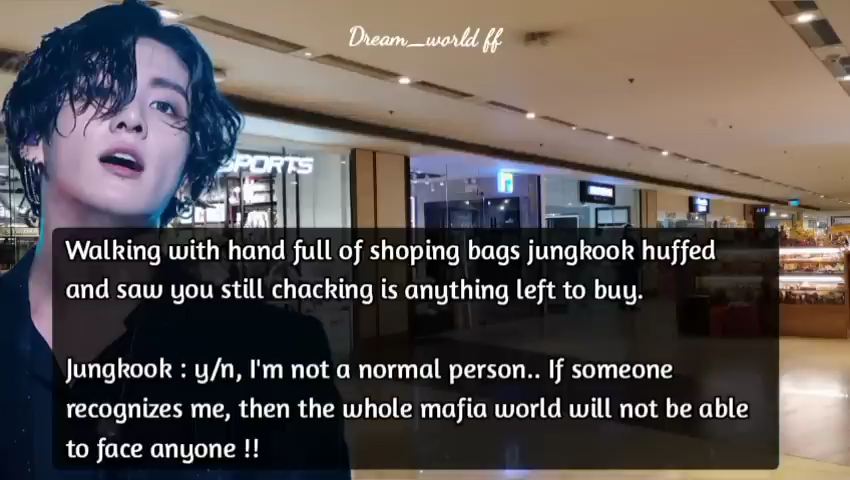 Dream_world ff
SPORTS
Walking with hand full of shoping bags jungkook huffed
and saw you still chacking is anything left to buy.
Jungkook : y/n, I'm not a normal person.. If someone
recognizes me, then the whole mafia world will not be able
to face anyone !!